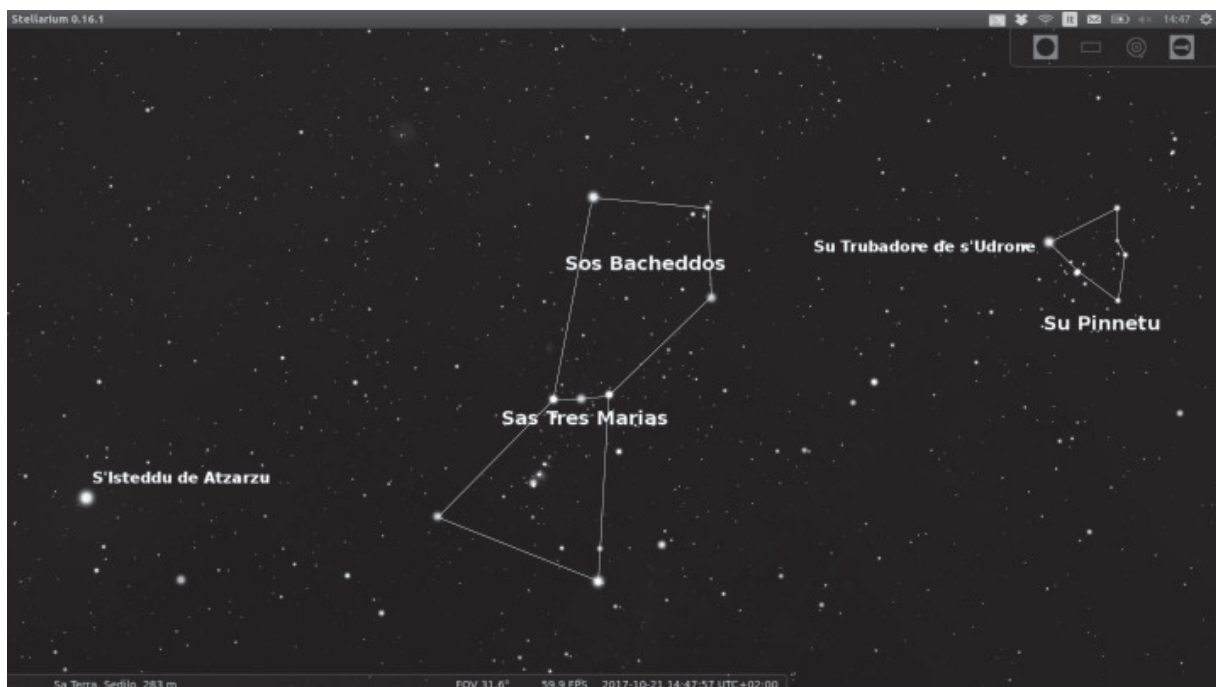 Stellarium 0.16.1
It
14:47
Sos Bacheddos
Su Trubadore de s'Udrone
Su Pinnetu
Sas Tres Marias
S'Isteddu de Atzarzu
Sa Terra, Sedilo, 283 m
FOV 31.6°
59.9 FPS
2017-10-21 14:47:57 UTC+02:00